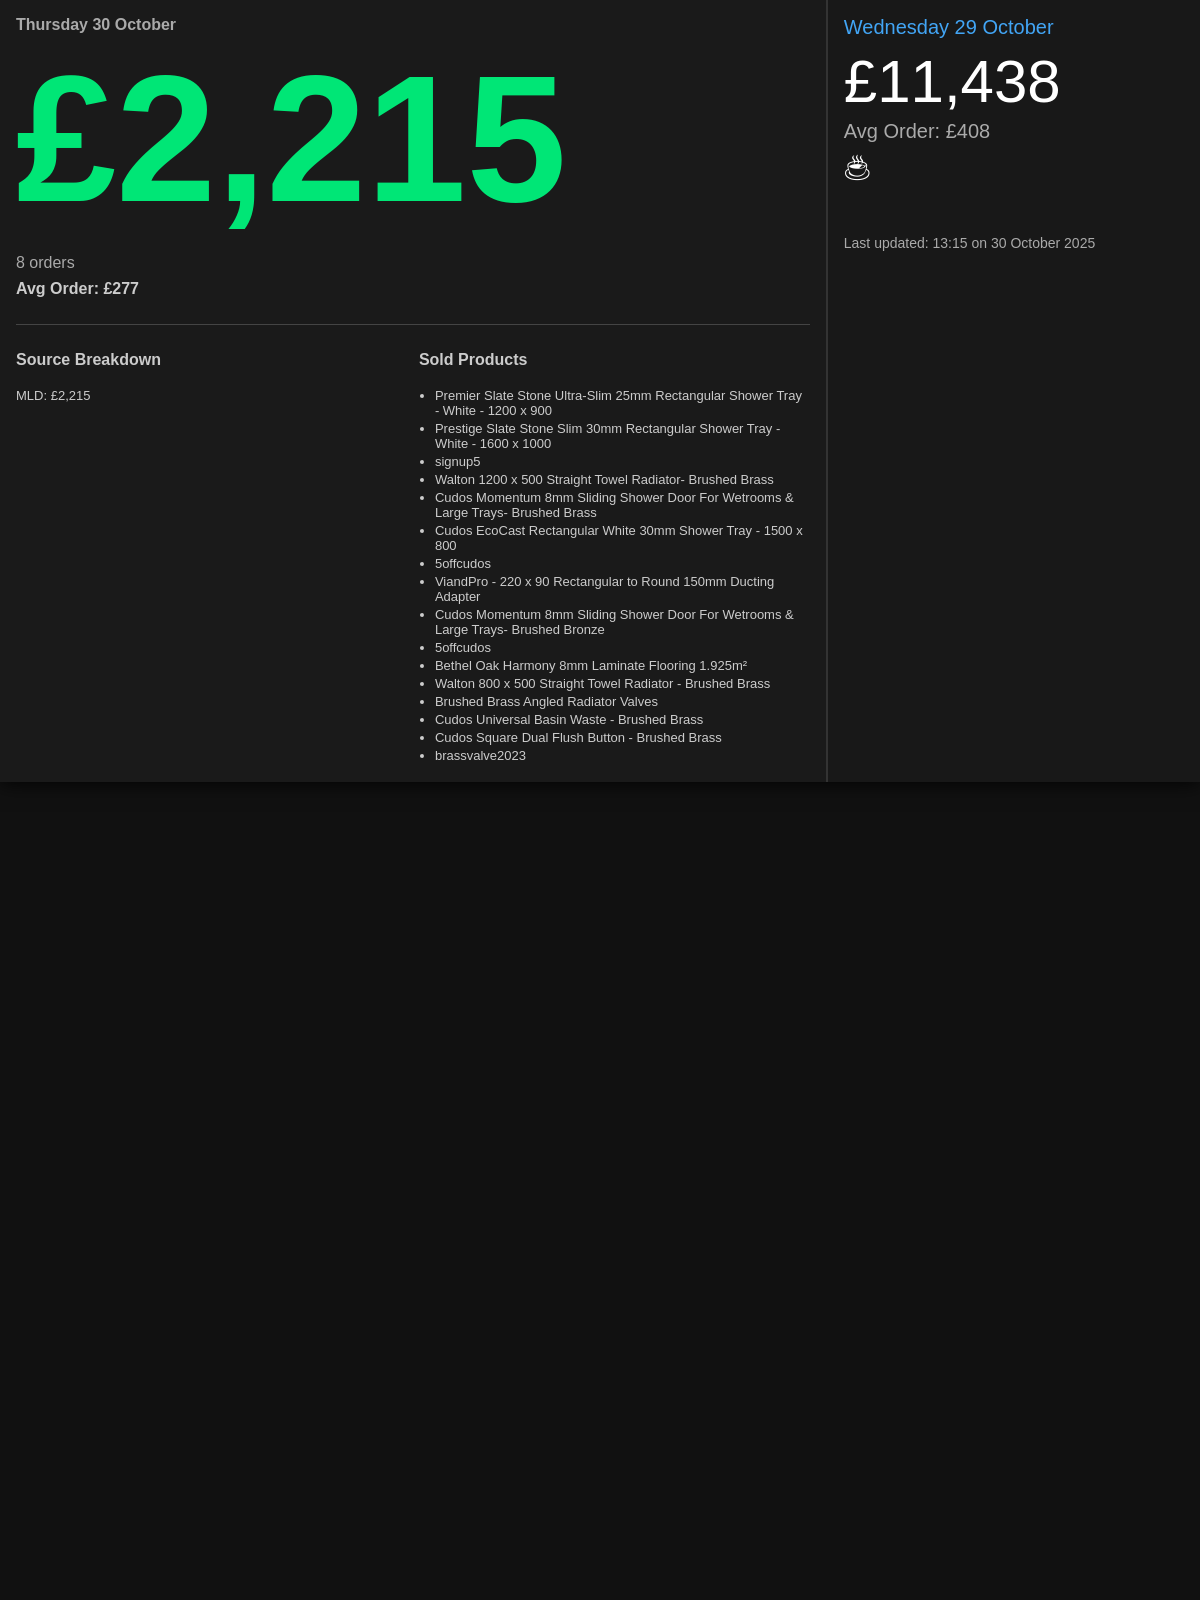 Thursday 30 October
£2,215
8 orders
Avg Order: £277
Source Breakdown
MLD: £2,215
Sold Products
• Premier Slate Stone Ultra-Slim 25mm Rectangular Shower Tray
- White - 1200 x 900
• Prestige Slate Stone Slim 30mm Rectangular Shower Tray -
White - 1600 x 1000
• signup5
• Walton 1200 x 500 Straight Towel Radiator- Brushed Brass
• Cudos Momentum 8mm Sliding Shower Door For Wetrooms &
Large Trays- Brushed Brass
• Cudos EcoCast Rectangular White 30mm Shower Tray - 1500 x
800
• 5offcudos
• ViandPro - 220 x 90 Rectangular to Round 150mm Ducting
Adapter
• Cudos Momentum 8mm Sliding Shower Door For Wetrooms &
Large Trays- Brushed Bronze
• 5offcudos
• Bethel Oak Harmony 8mm Laminate Flooring 1.925m²
• Walton 800 x 500 Straight Towel Radiator - Brushed Brass
• Brushed Brass Angled Radiator Valves
• Cudos Universal Basin Waste - Brushed Brass
• Cudos Square Dual Flush Button - Brushed Brass
• brassvalve2023
Wednesday 29 October
£11,438
Avg Order: £408
☕
Last updated: 13:15 on 30 October 2025